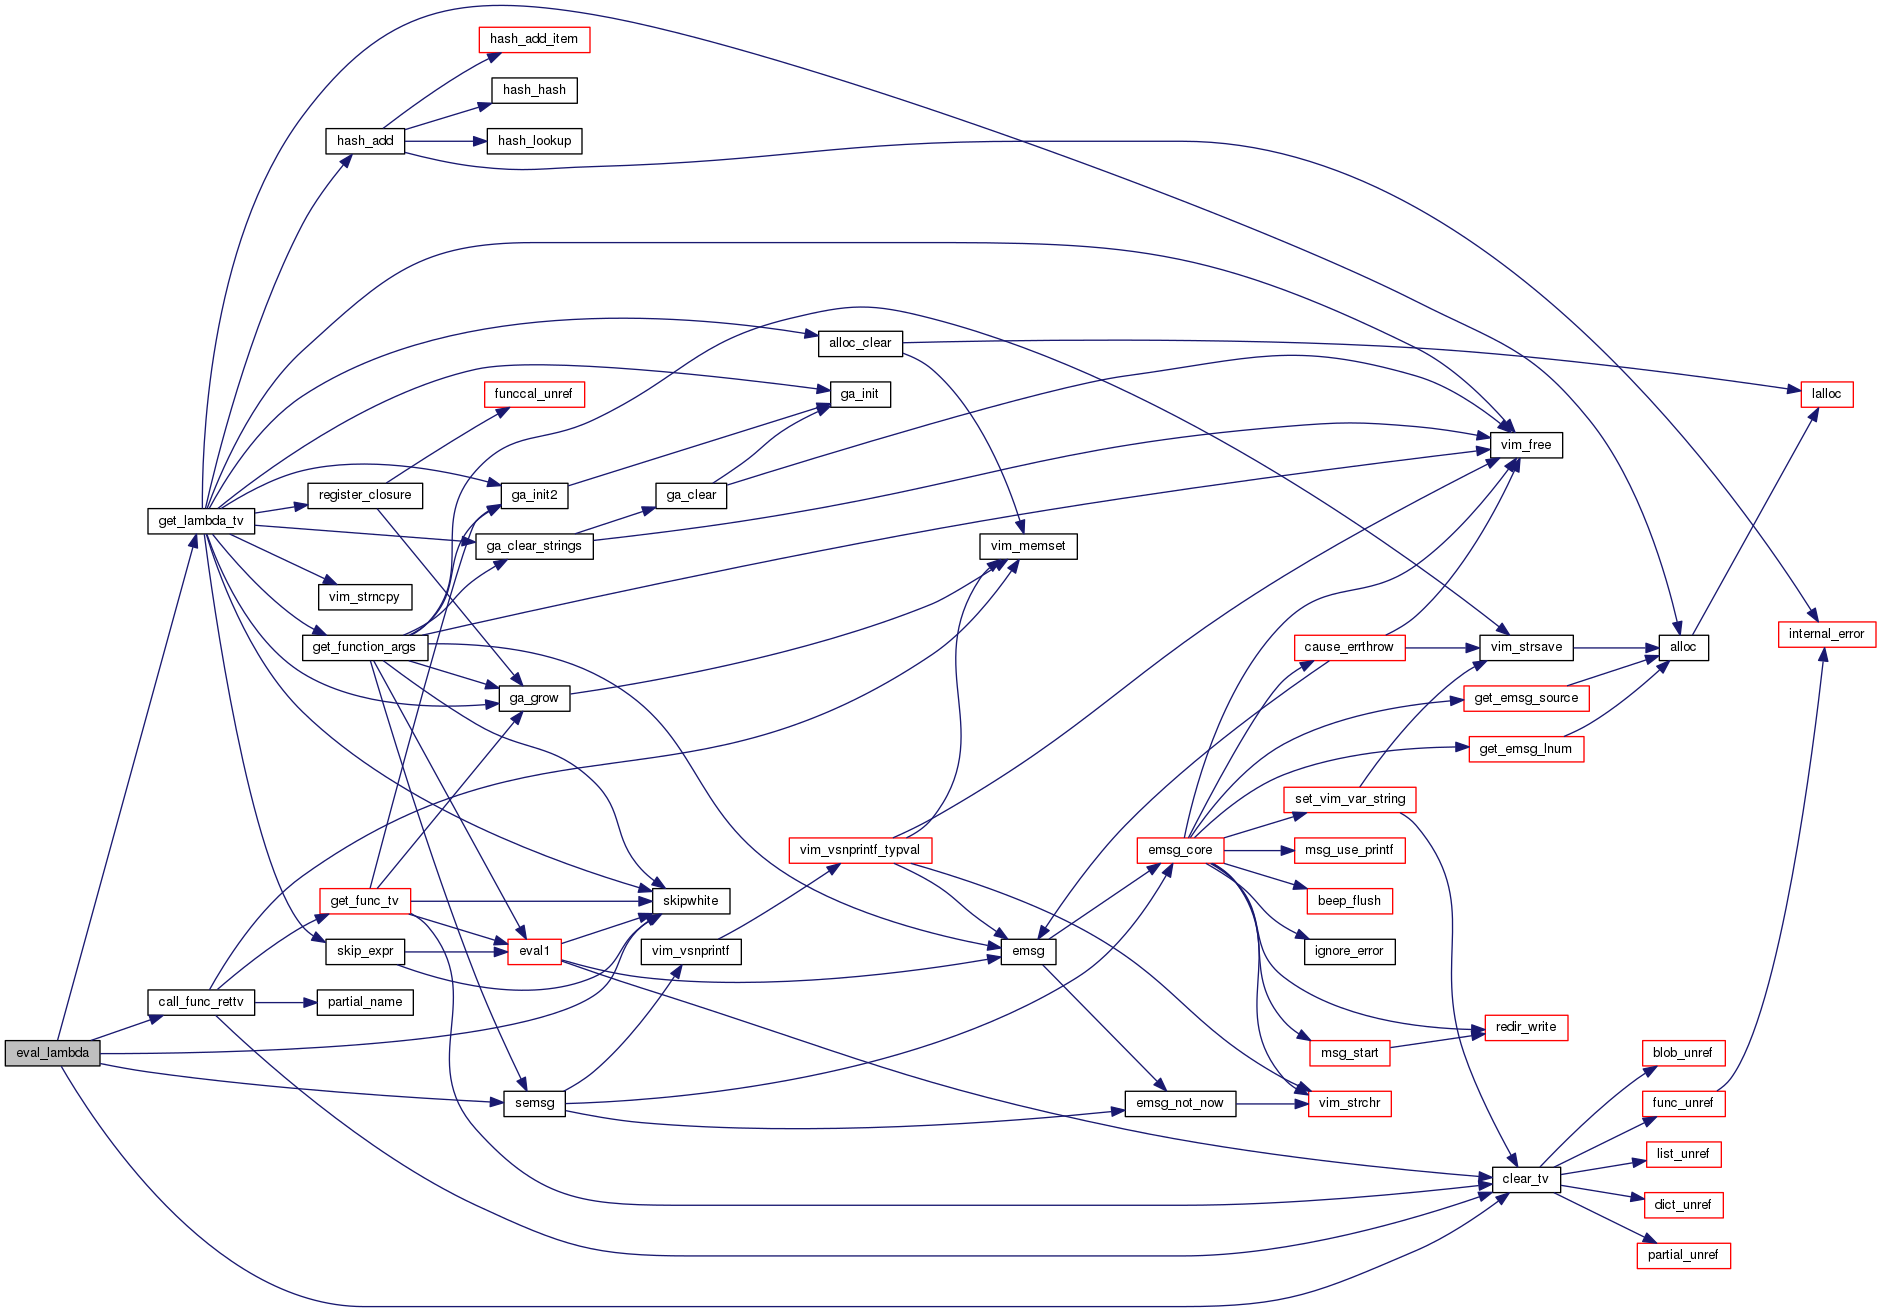 hash_add_item
hash_hash
hash_add
hash_lookup
alloc_clear
funccal_unref
ga_init
lalloc
vim_free
register_closure
ga_init2
ga_clear
get_lambda_tv
ga_clear_strings
vim_memset
vim_strncpy
internal_error
get_function_args
cause_errthrow
vim_strsave
alloc
ga_grow
get_emsg_source
get_emsg_lnum
set_vim_var_string
vim_vsnprintf_typval
emsg_core
msg_use_printf
get_func_tv
skipwhite
beep_flush
skip_expr
eval1
vim_vsnprintf
emsg
ignore_error
call_func_rettv
partial_name
redir_write
eval_lambda
msg_start
blob_unref
semsg
emsg_not_now
vim_strchr
func_unref
list_unref
clear_tv
dict_unref
partial_unref